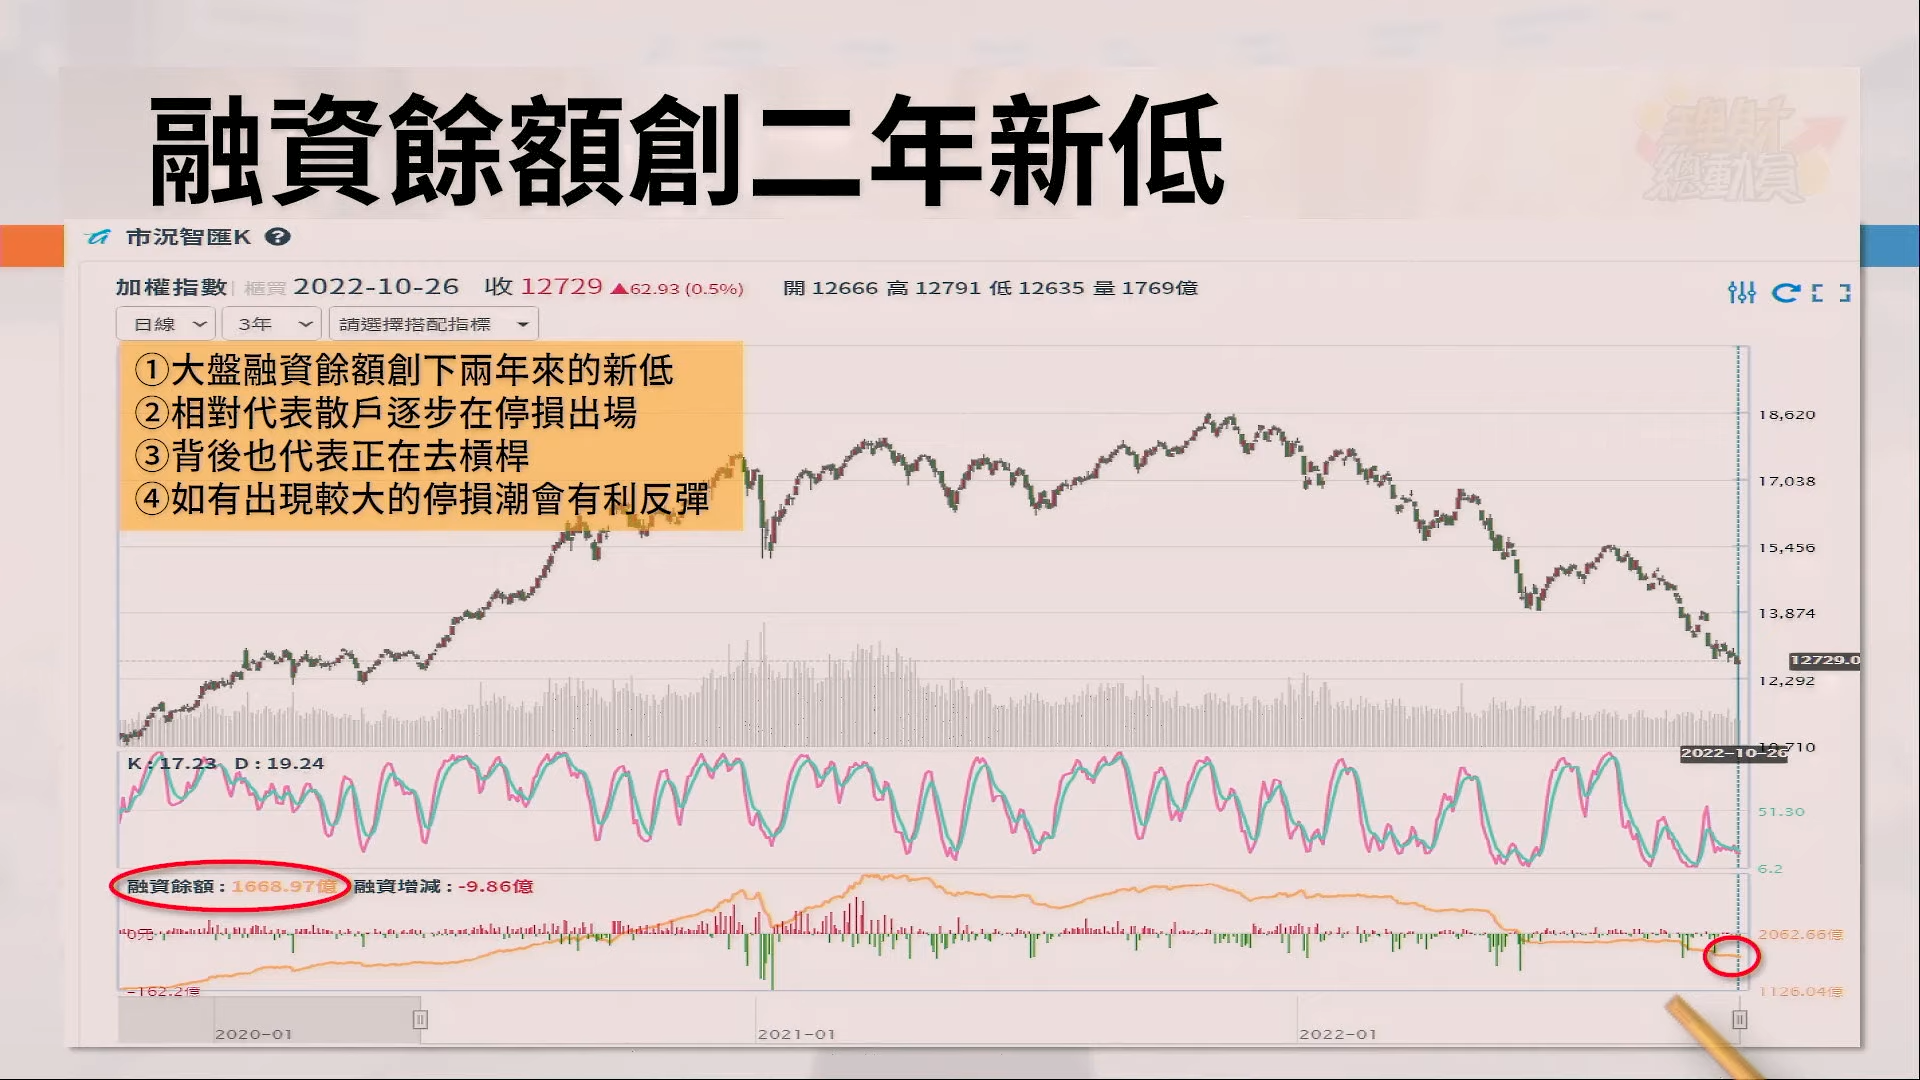 融資餘額創二年新低
理財
總動員
市況智匯K ?
加權指數 櫃買 2022-10-26 收 12729 ▲62.93 (0.5%) 開 12666 高 12791 低 12635 量 1769億
日線 3年 請選擇搭配指標
①大盤融資餘額創下兩年來的新低
②相對代表散戶逐步在停損出場
③背後也代表正在去槓桿
④如有出現較大的停損潮會有利反彈
18,620
17,038
15,456
13,874
12729.0
12,292
10,710
2022-10-26
K : 17.23 D : 19.24
51.30
6.2
融資餘額 : 1668.97億 融資增減 : -9.86億
0元
2062.66億
-162.2億
1126.04億
2020-01 2021-01 2022-01